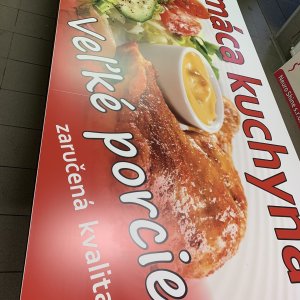 máca kuchyňa
veľké porcie
zaručená kvalita